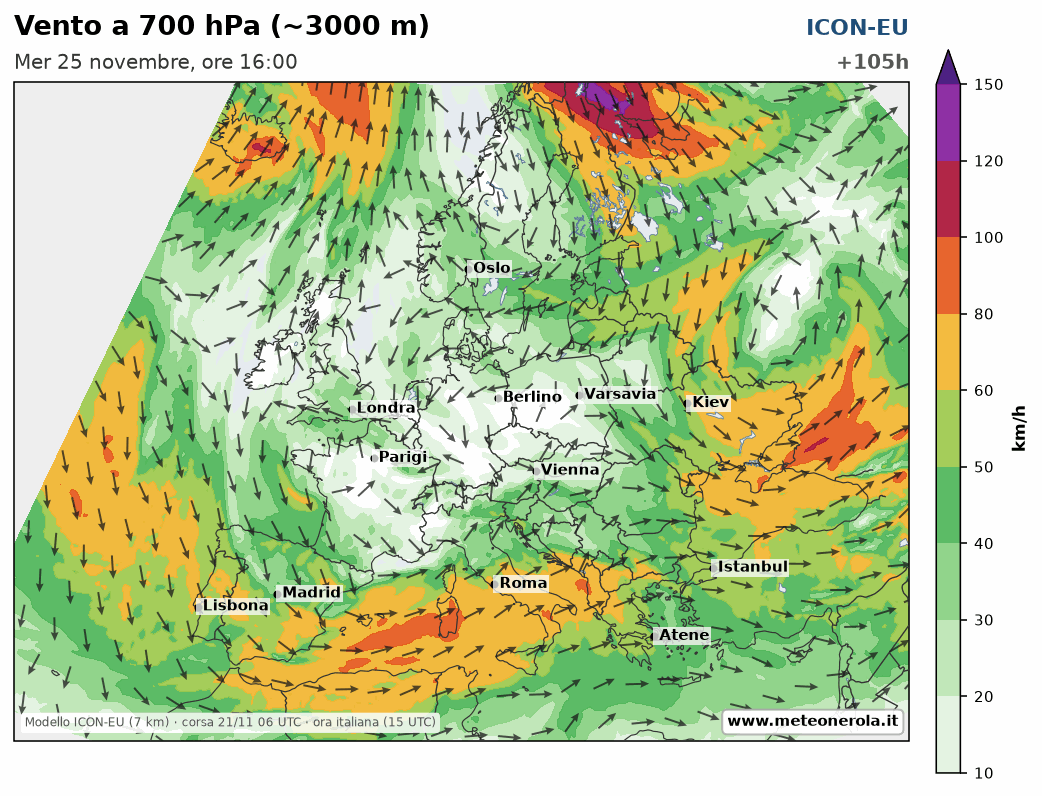 Vento a 700 hPa (~3000 m)
ICON-EU
Mer 25 novembre, ore 16:00
+105h
150
120
100
80
60
50
40
30
20
10
km/h
Oslo
Berlino
Varsavia
Kiev
Londra
Parigi
Vienna
Istanbul
Roma
Madrid
Lisbona
Atene
Modello ICON-EU (7 km) · corsa 21/11 06 UTC · ora italiana (15 UTC)
www.meteonerola.it